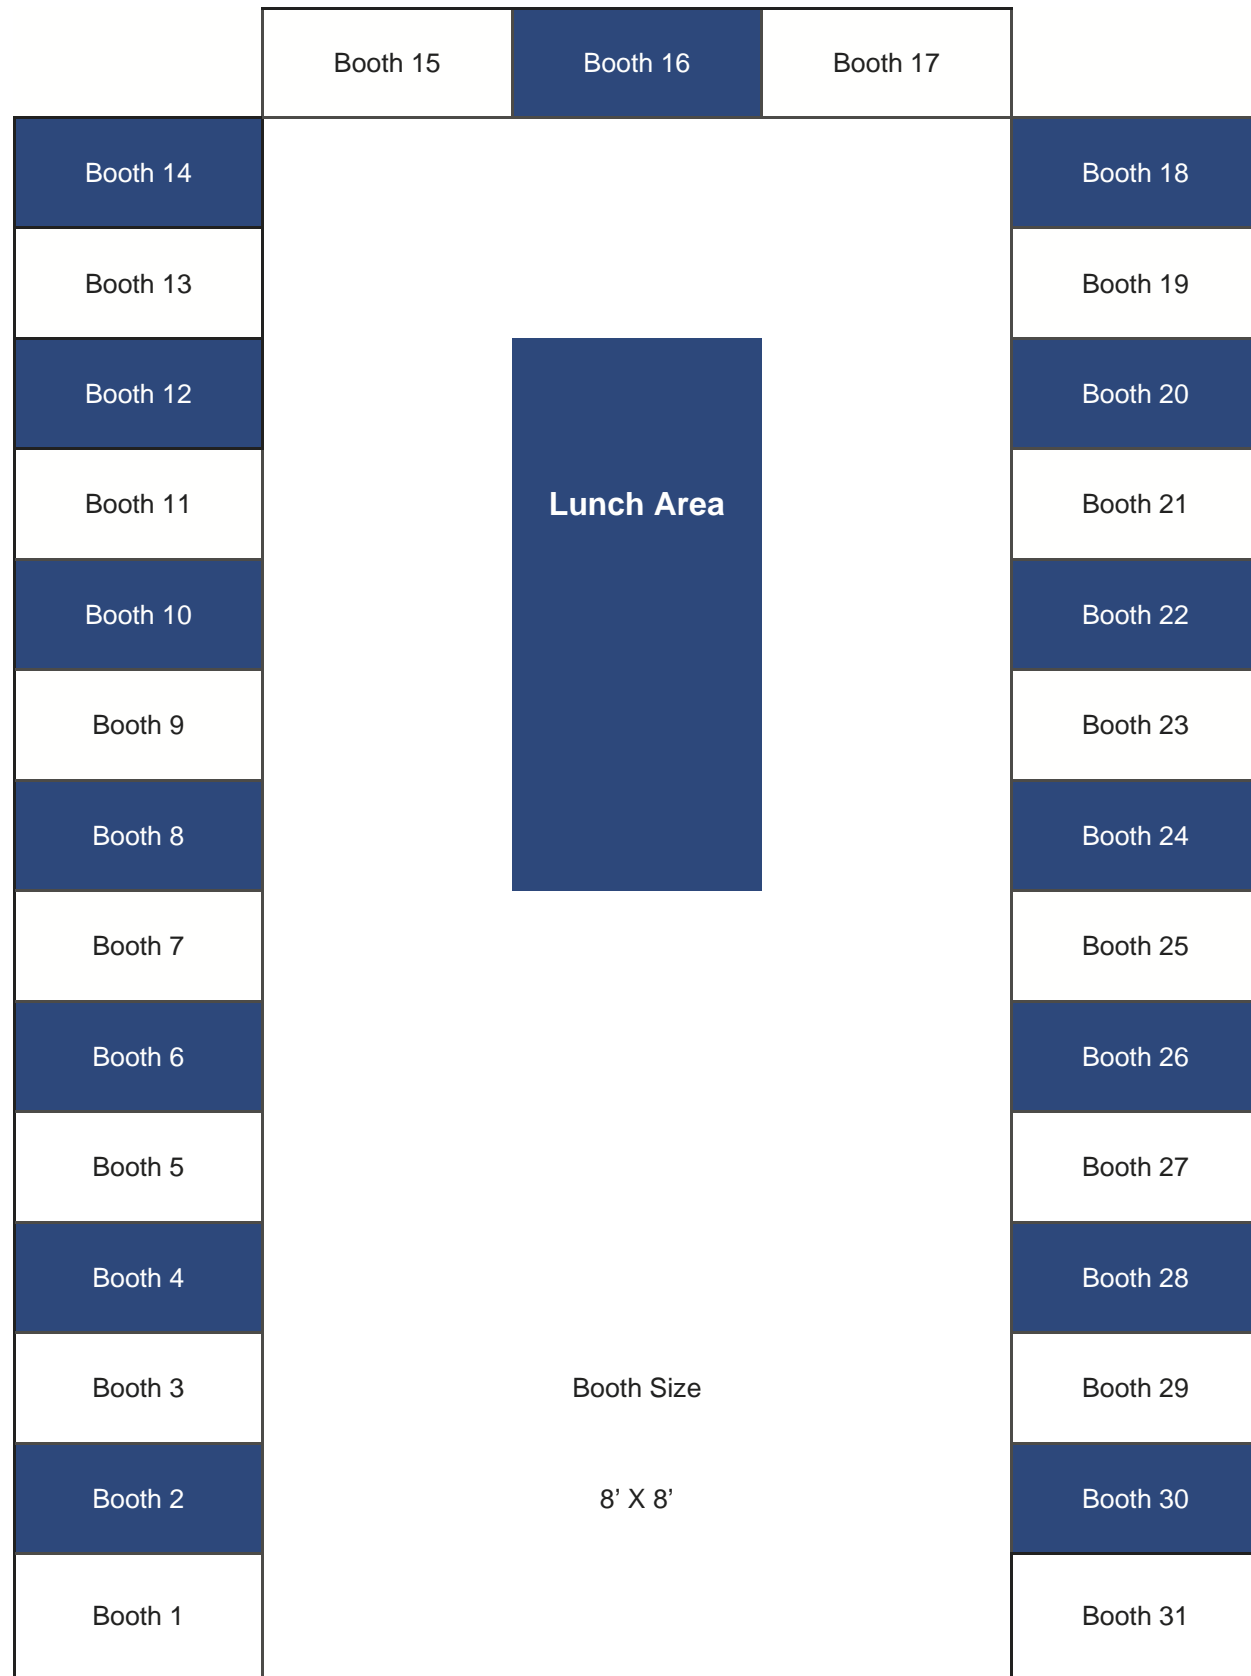 Booth 15
Booth 16
Booth 17
Booth 14
Booth 18
Booth 13
Booth 19
Booth 12
Booth 20
Booth 11
Lunch Area
Booth 21
Booth 10
Booth 22
Booth 9
Booth 23
Booth 8
Booth 24
Booth 7
Booth 25
Booth 6
Booth 26
Booth 5
Booth 27
Booth 4
Booth 28
Booth 3
Booth Size
Booth 29
Booth 2
8’ X 8’
Booth 30
Booth 1
Booth 31